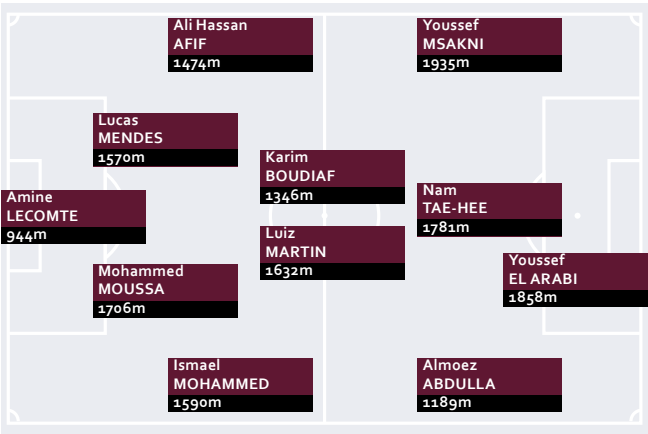 Ali Hassan
AFIF
1474m
Youssef
MSAKNI
1935m
Lucas
MENDES
1570m
Karim
BOUDIAF
1346m
Amine
LECOMTE
944m
Nam
TAE-HEE
1781m
Luiz
MARTIN
1632m
Youssef
EL ARABI
1858m
Mohammed
MOUSSA
1706m
Ismael
MOHAMMED
1590m
Almoez
ABDULLA
1189m